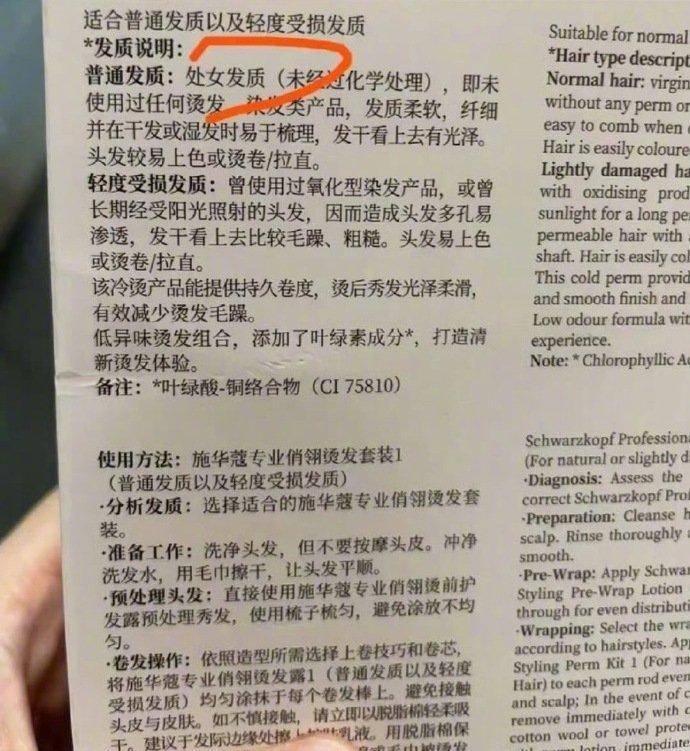 适合普通发质以及轻度受损发质
*发质说明：
普通发质：处女发质（未经过化学处理），即未
使用过任何烫发、染发类产品，发质柔软，纤细
并在干发或湿发时易于梳理，发干看上去有光泽。
头发较易上色或烫卷/拉直。
轻度受损发质：曾使用过氧化型染发产品，或曾
长期经受阳光照射的头发，因而造成头发多孔易
渗透，发干看上去比较毛躁、粗糙。头发易上色
或烫卷/拉直。
该冷烫产品能提供持久卷度，烫后秀发光泽柔滑，
有效减少烫发毛躁。
低异味烫发组合，添加了叶绿素成分*，打造清
新烫发体验。
备注：*叶绿酸-铜络合物（CI 75810）
使用方法：施华蔻专业俏翎烫发套装1
（普通发质以及轻度受损发质）
·分析发质：选择适合的施华蔻专业俏翎烫发套
装。
·准备工作：洗净头发，但不要按摩头皮。冲净
洗发水，用毛巾擦干，让头发平顺。
·预处理头发：直接使用施华蔻专业俏翎烫前护
发露预处理秀发，使用梳子梳匀，避免涂放不均
匀。
·卷发操作：依照造型所需选择上卷技巧和卷芯，
将施华蔻专业俏翎烫发露1（普通发质以及轻度
受损发质）均匀涂抹于每个卷发棒上。避免接触
头皮与皮肤。如不慎接触，请立即以脱脂棉轻柔吸
干。建议于发际边缘处擦上护肤乳液。用脱脂棉保
Suitable for normal
*Hair type descript
Normal hair: virgin
without any perm or
easy to comb when
Hair is easily coloure
Lightly damaged ha
with oxidising prod
sunlight for a long pe
permeable hair with
shaft. Hair is easily col
This cold perm provid
and smooth finish and
Low odour formula wit
experience.
Note: * Chlorophyllic A
Schwarzkopf Professiona
(For natural or slightly d
·Diagnosis: Assess the
correct Schwarzkopf Pro
·Preparation: Cleanse h
scalp. Rinse thoroughly a
smooth.
·Pre-Wrap: Apply Schwar
Styling Pre-Wrap Lotion
through for even distributi
·Wrapping: Select the wra
according to hairstyles. App
Styling Perm Kit 1 (For na
Hair) to each perm rod even
and scalp; In the event of c
remove immediately with c
cotton wool or towel protec